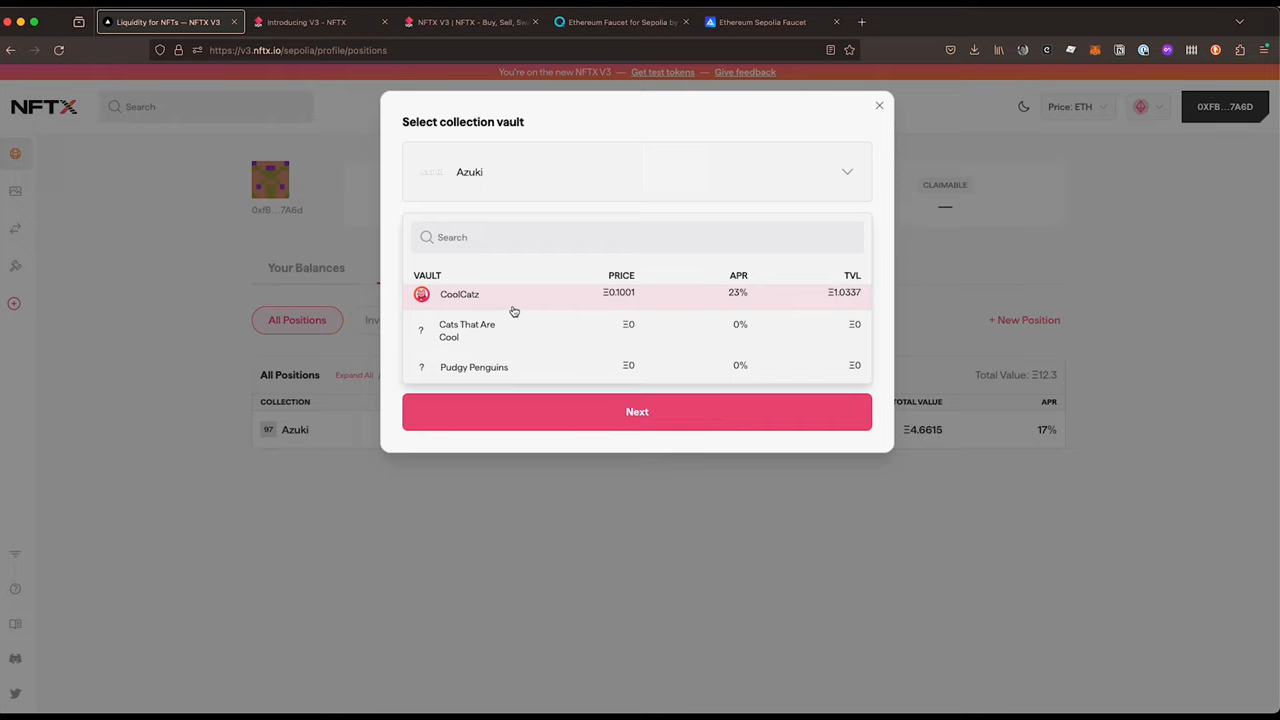 Liquidity for NFTs — NFTX V3
Introducing V3 - NFTX
NFTX V3 | NFTX - Buy, Sell, Swa
Ethereum Faucet for Sepolia by
Ethereum Sepolia Faucet
https://v3.nftx.io/sepolia/profile/positions
You're on the new NFTX V3 — Get test tokens — Give feedback
NFTX
Search
Price: ETH
0XFB...7A6D
Select collection vault
Azuki
Search
VAULT PRICE APR TVL
CoolCatz Ξ0.1001 23% Ξ1.0337
? Cats That Are Cool Ξ0 0% Ξ0
? Pudgy Penguins Ξ0 0% Ξ0
Next
0xfB...7A6d
CLAIMABLE
—
Your Balances
All Positions
Inv
+ New Position
All Positions Expand All
Total Value: Ξ12.3
COLLECTION
OTAL VALUE APR
97 Azuki
Ξ4.6615 17%